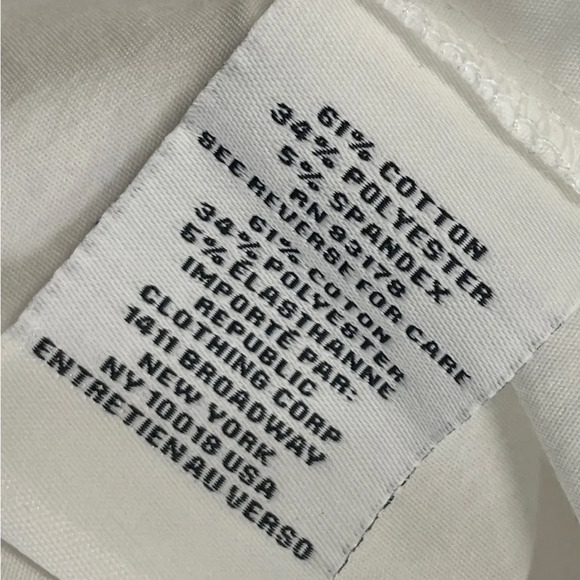 61% COTTON
34% POLYESTER
5% SPANDEX
RN 93178
SEE REVERSE FOR CARE
61% COTON
34% POLYESTER
5% ÉLASTHANNE
IMPORTÉ PAR:
REPUBLIC
CLOTHING CORP
1411 BROADWAY
NEW YORK
NY 10018 USA
ENTRETIEN AU VERSO